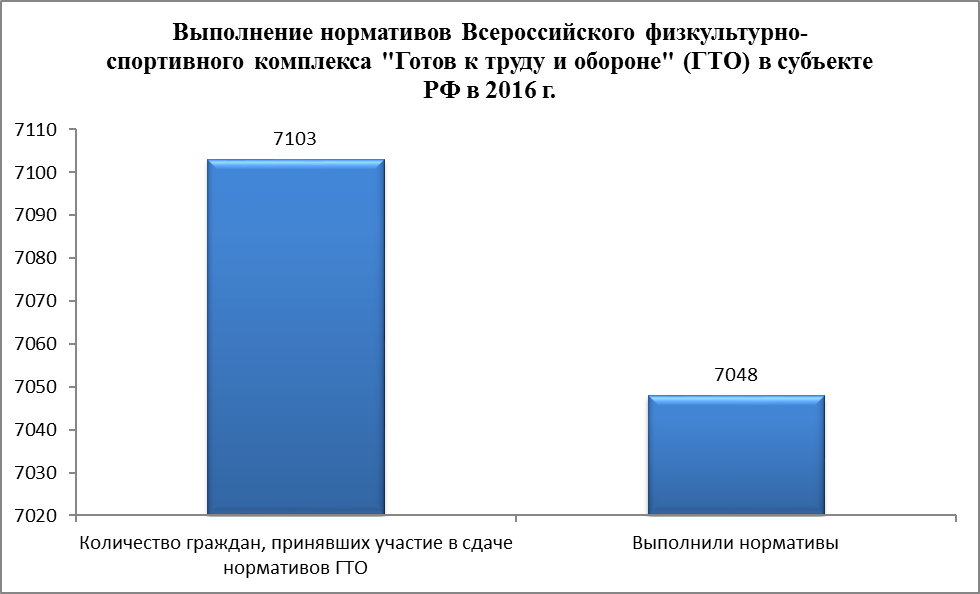 Выполнение нормативов Всероссийского физкультурно-
спортивного комплекса "Готов к труду и обороне" (ГТО) в субъекте
РФ в 2016 г.
7110
7100
7090
7080
7070
7060
7050
7040
7030
7020
7103
7048
Количество граждан, принявших участие в сдаче
нормативов ГТО
Выполнили нормативы